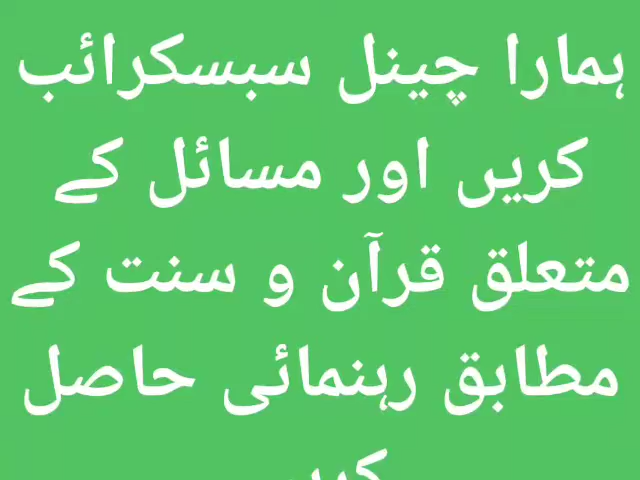 ہمارا چینل سبسکرائب
کریں اور مسائل کے
متعلق قرآن و سنت کے
مطابق رہنمائی حاصل